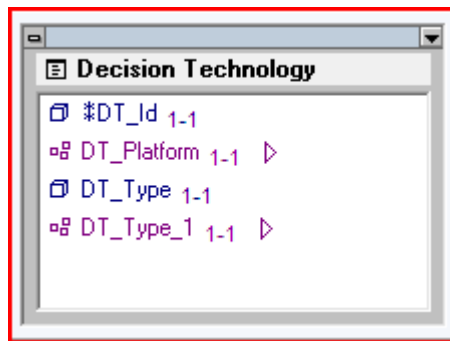 Decision Technology
‡DT_Id 1-1
DT_Platform 1-1
DT_Type 1-1
DT_Type_1 1-1